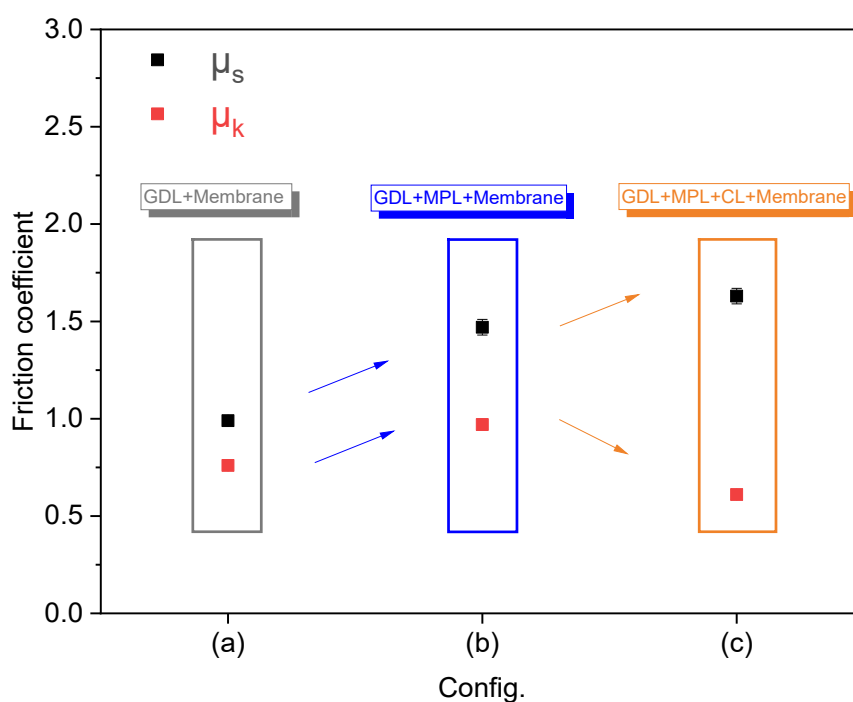 3.0
μs
μk
2.5
GDL+Membrane
GDL+MPL+Membrane
GDL+MPL+CL+Membrane
2.0
1.5
1.0
0.5
0.0
Friction coefficient
(a)
(b)
(c)
Config.